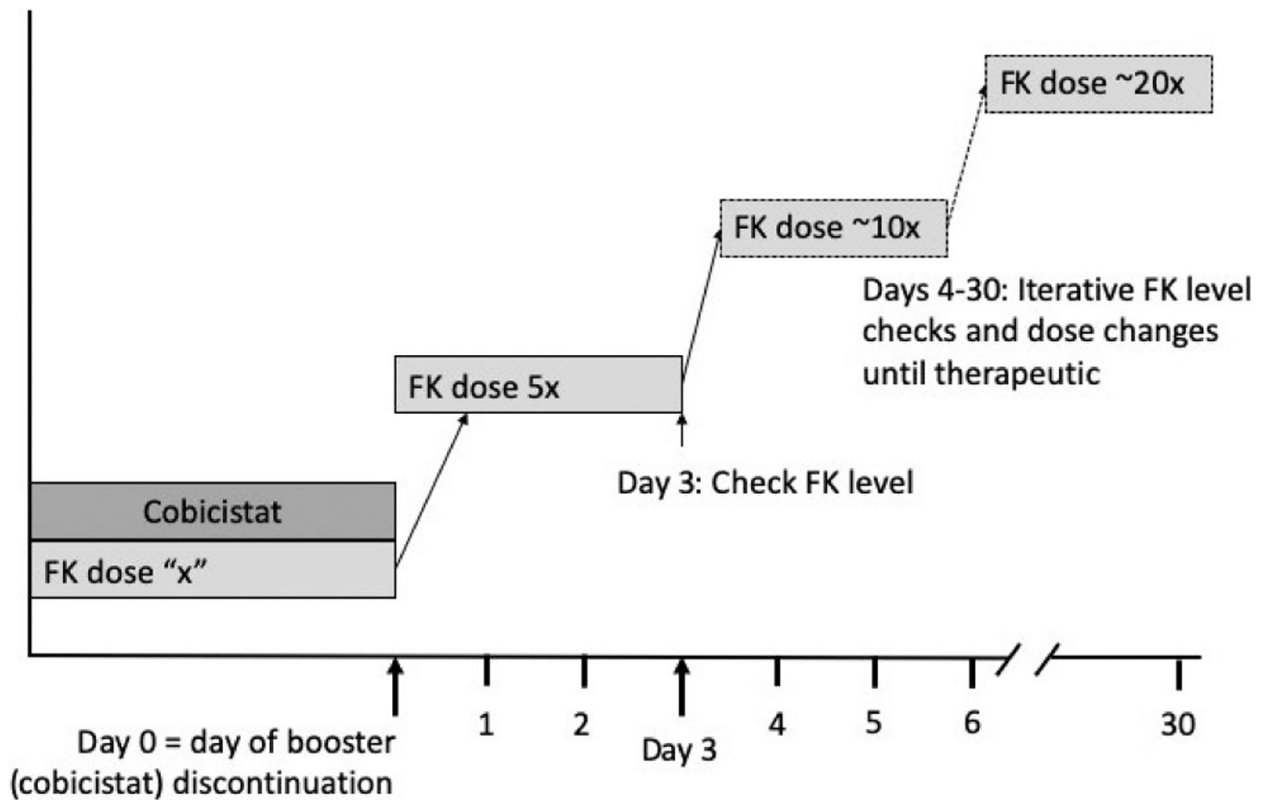 FK dose ~20x
FK dose ~10x
Days 4-30: Iterative FK level
checks and dose changes
until therapeutic
FK dose 5x
Day 3: Check FK level
Cobicistat
FK dose “x”
1
2
Day 3
4
5
6
30
Day 0 = day of booster
(cobicistat) discontinuation